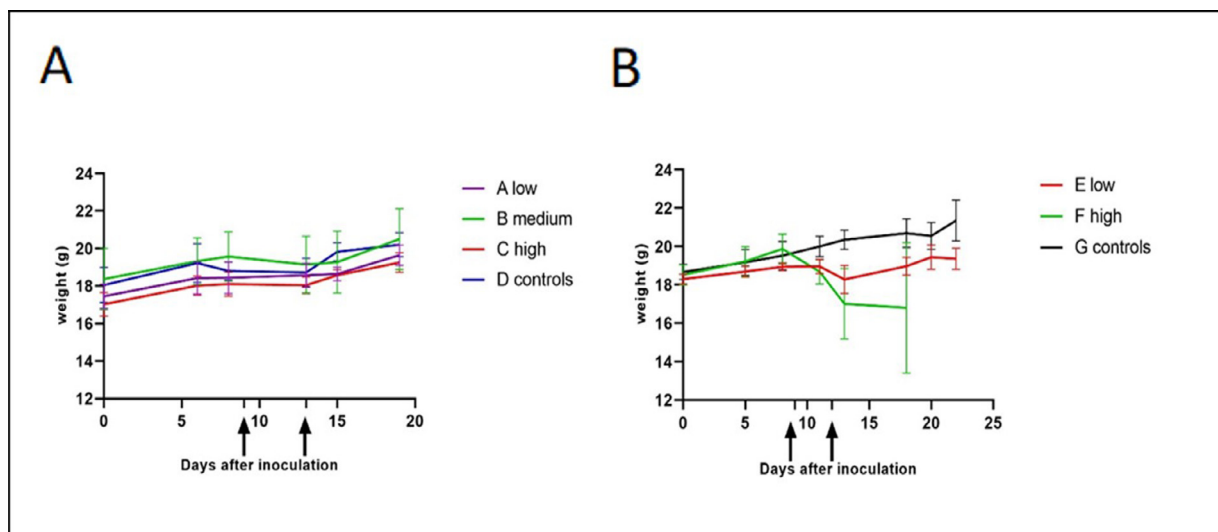 A
24
22
20
18
16
14
12
weight (g)
0 5 10 15 20
Days after inoculation
A low
B medium
C high
D controls
B
24
22
20
18
16
14
12
weight (g)
0 5 10 15 20 25
Days after inoculation
E low
F high
G controls